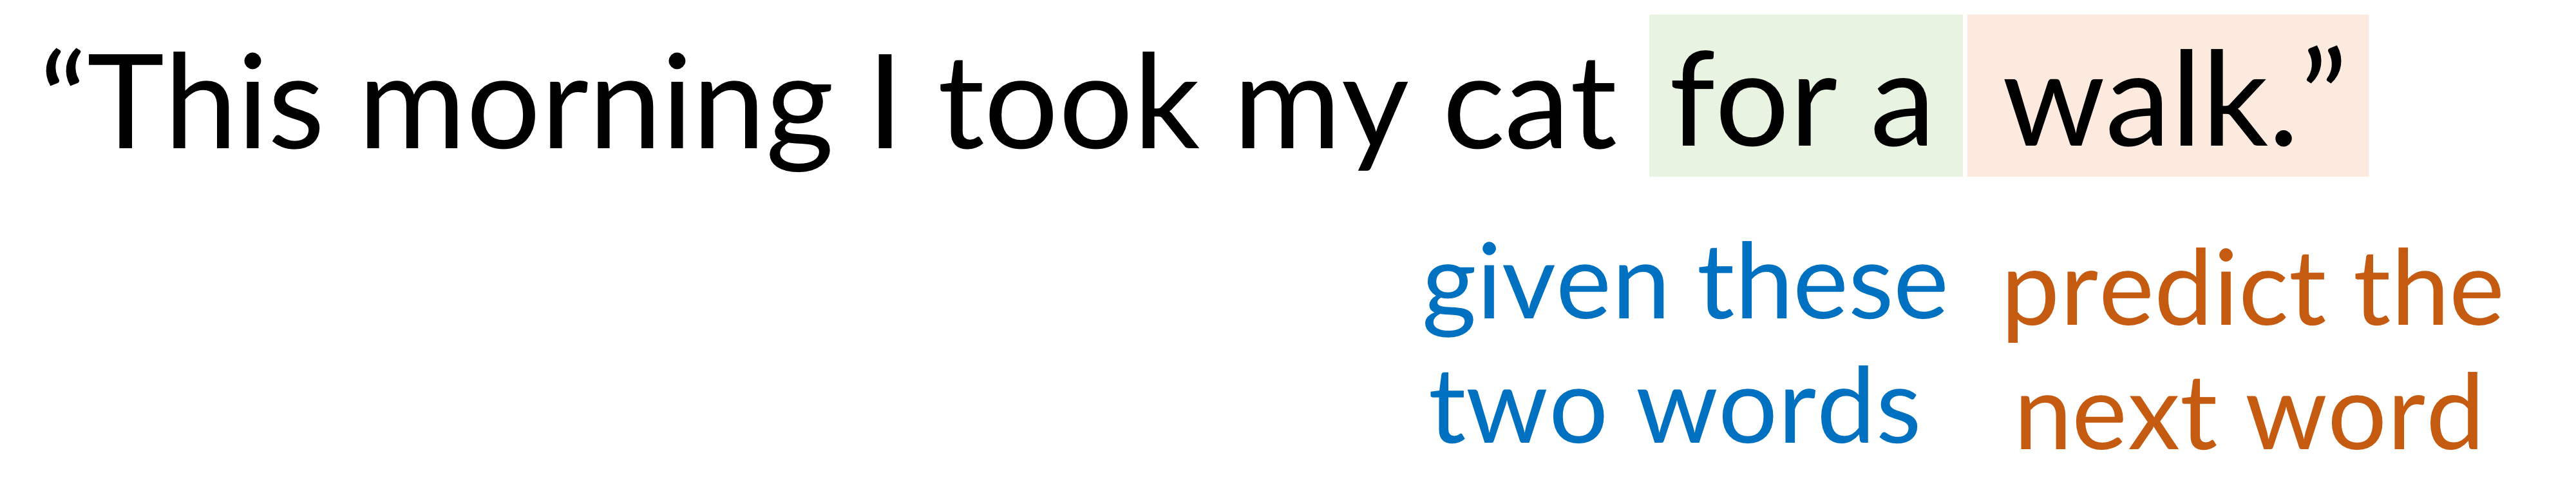 “This morning I took my cat for a walk.”
given these predict the
two words next word